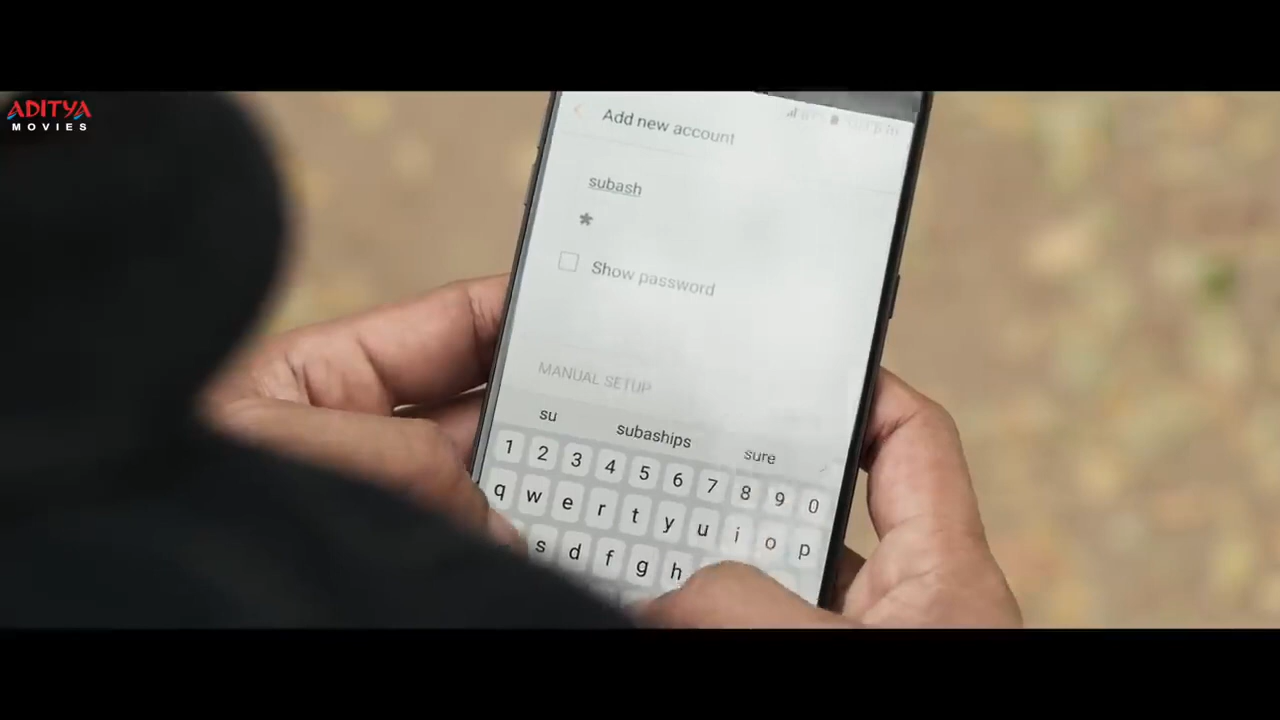 ADITYA
MOVIES
Add new account
subash
*
Show password
MANUAL SETUP
su subaships sure
1 2 3 4 5 6 7 8 9 0
q w e r t y u i o p
s d f g h